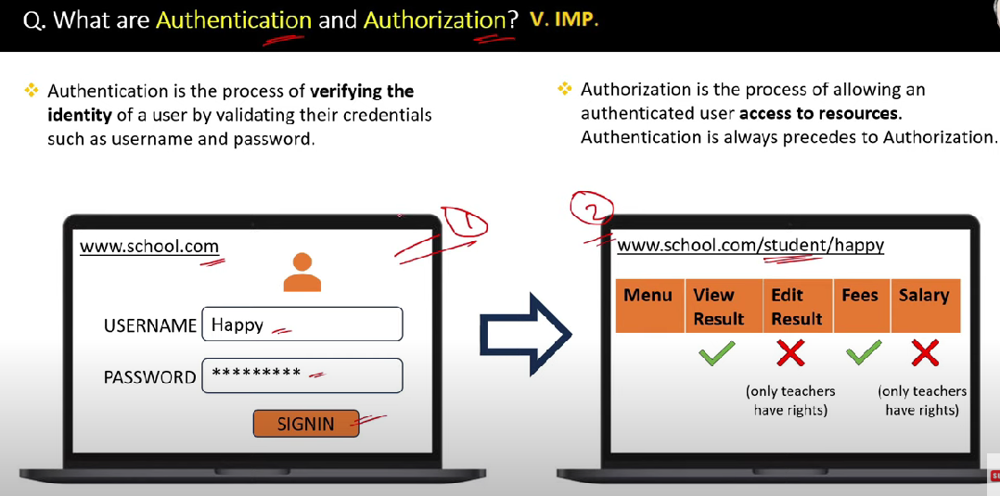 Q. What are Authentication and Authorization? V. IMP.
Authentication is the process of verifying the
identity of a user by validating their credentials
such as username and password.
Authorization is the process of allowing an
authenticated user access to resources.
Authentication is always precedes to Authorization.
1
www.school.com
USERNAME Happy
PASSWORD *********
SIGNIN
2
www.school.com/student/happy
Menu View Result Edit Result Fees Salary
(only teachers
have rights)
(only teachers
have rights)